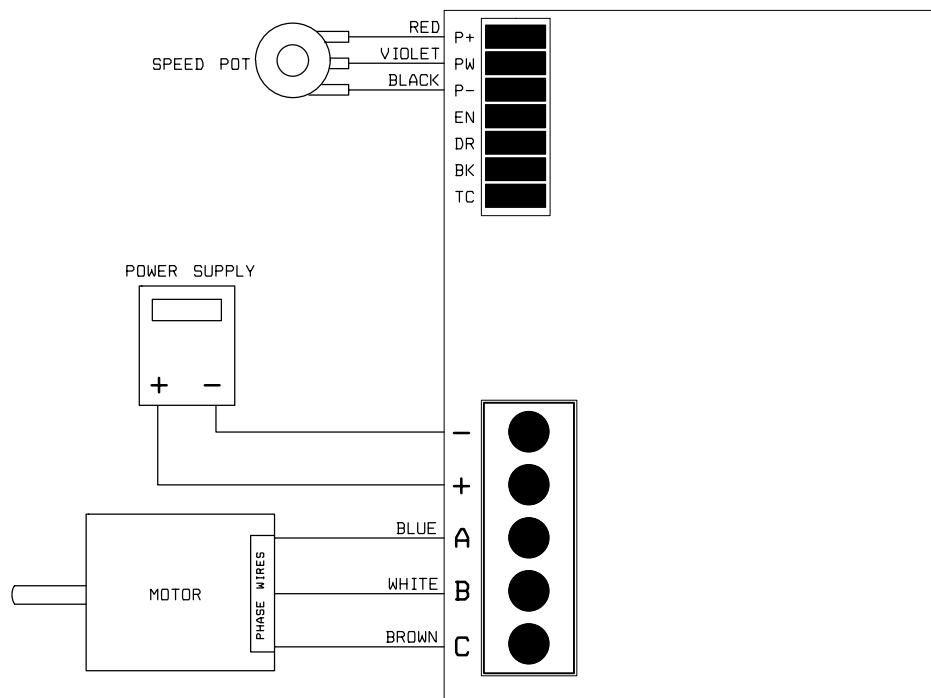 RED
P+
VIOLET
PW
SPEED POT
BLACK
P-
EN
DR
BK
TC
POWER SUPPLY
+ -
-
+
BLUE
A
MOTOR
PHASE WIRES
WHITE
B
BROWN
C